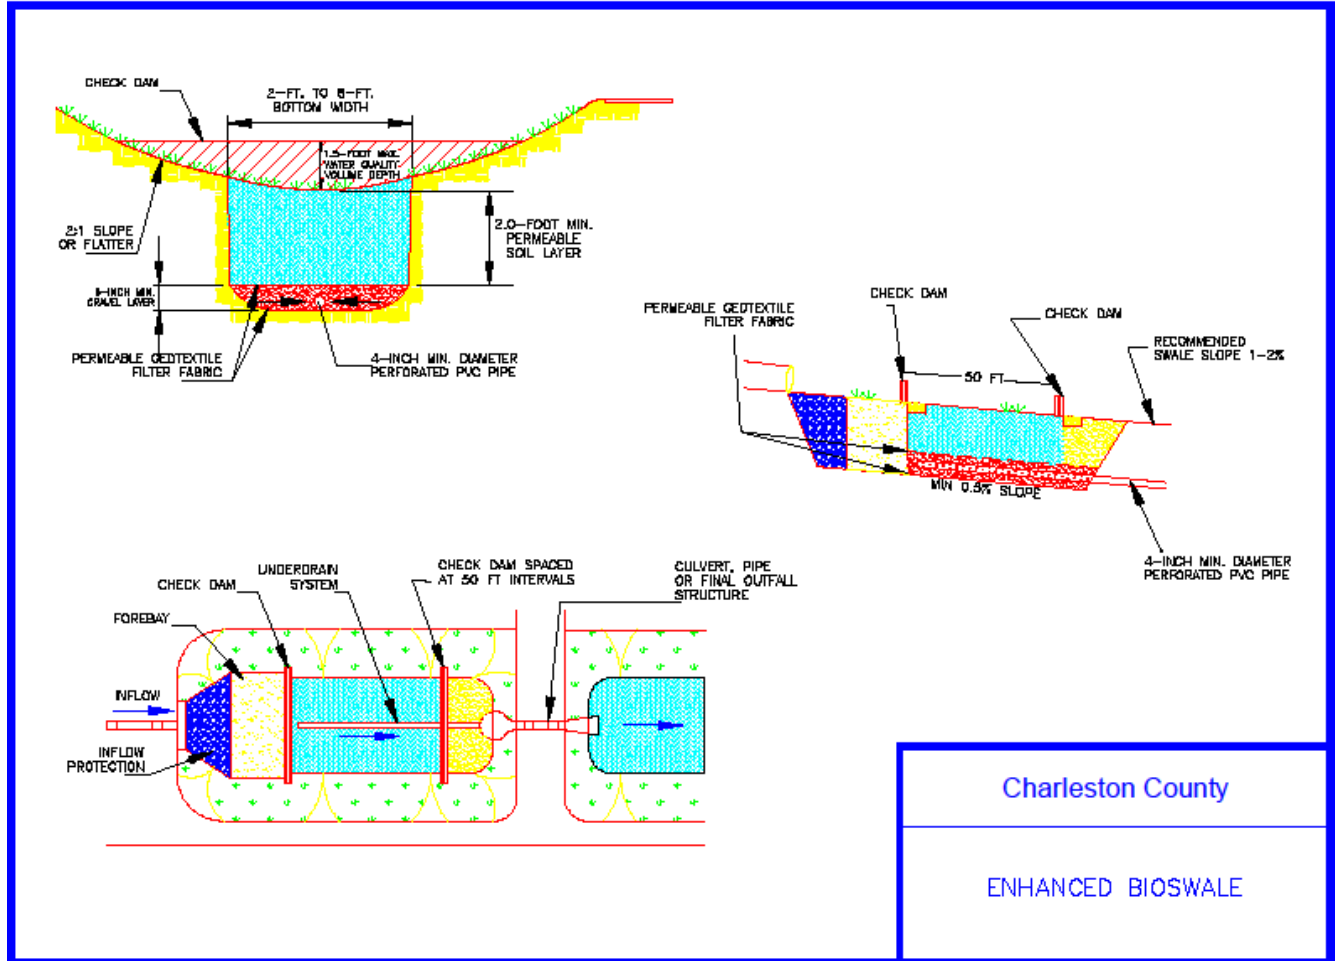 CHECK DAM
2-FT. TO 8-FT.
BOTTOM WIDTH
1.5-FOOT MAX.
WATER QUALITY
VOLUME DEPTH
2:1 SLOPE
OR FLATTER
2.0-FOOT MIN.
PERMEABLE
SOIL LAYER
INCH MIN.
GRAVEL LAYER
PERMEABLE GEOTEXTILE
FILTER FABRIC
4-INCH MIN. DIAMETER
PERFORATED PVC PIPE
CHECK DAM
PERMEABLE GEOTEXTILE
FILTER FABRIC
CHECK DAM
RECOMMENDED
SWALE SLOPE 1-2%
50 FT
MIN 0.5% SLOPE
4-INCH MIN. DIAMETER
PERFORATED PVC PIPE
UNDERDRAIN
SYSTEM
CHECK DAM
CHECK DAM SPACED
AT 50 FT INTERVALS
CULVERT, PIPE
OR FINAL OUTFALL
STRUCTURE
FOREBAY
INFLOW
INFLOW
PROTECTION
Charleston County
ENHANCED BIOSWALE